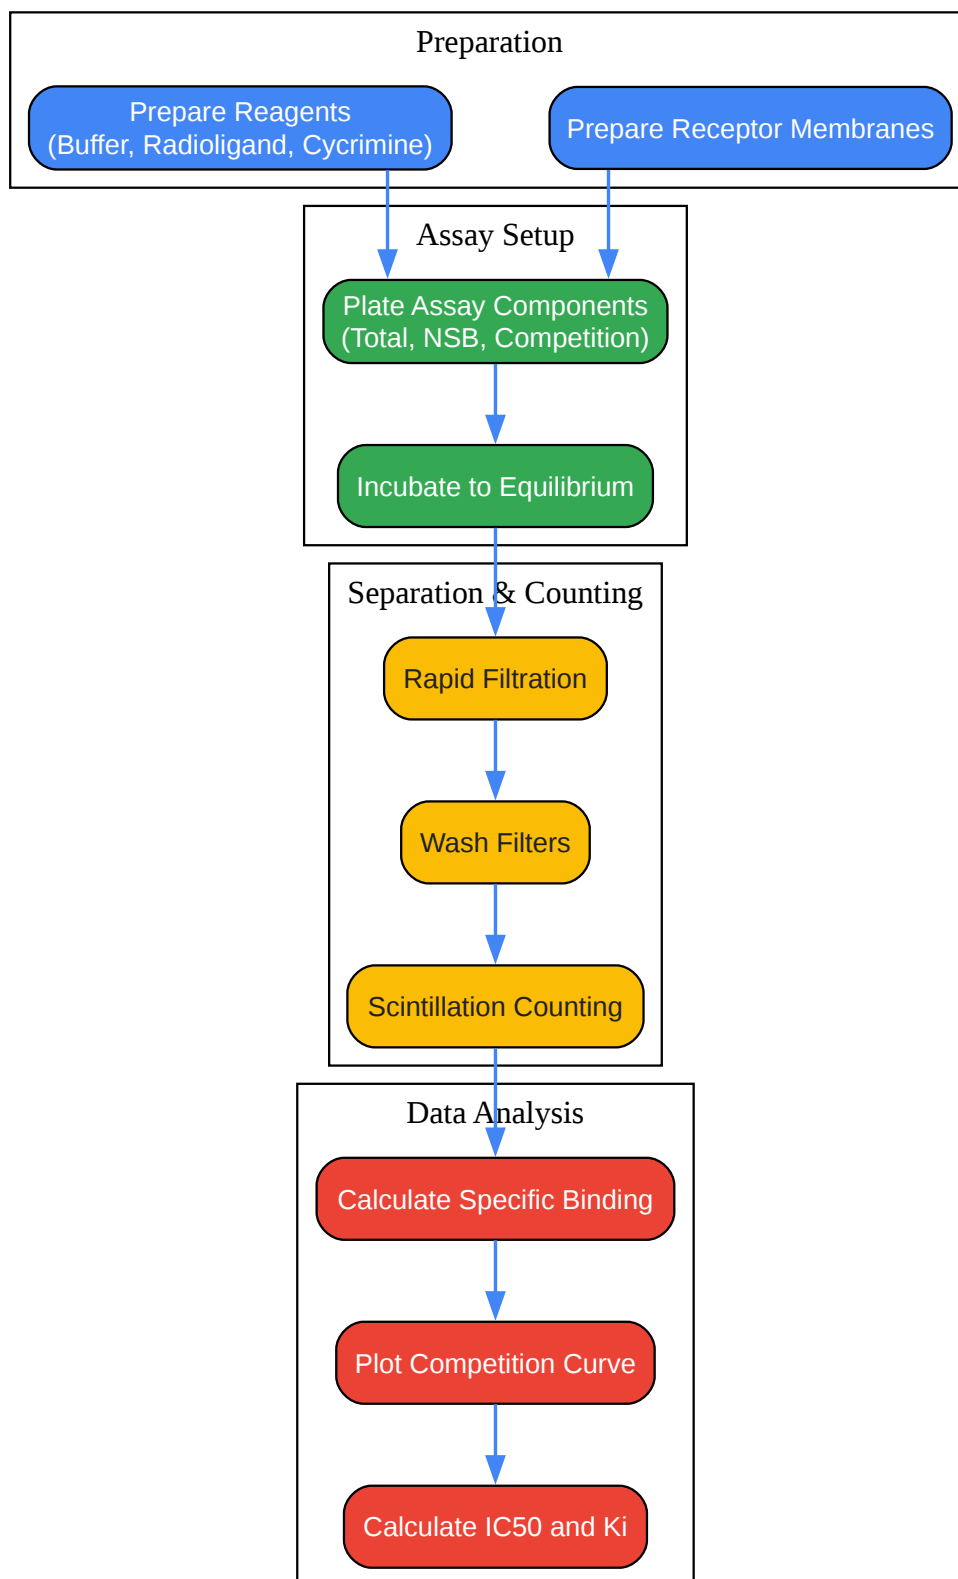 Preparation
Prepare Reagents
(Buffer, Radioligand, Cycrimine)
Prepare Receptor Membranes
Assay Setup
Plate Assay Components
(Total, NSB, Competition)
Incubate to Equilibrium
Separation & Counting
Rapid Filtration
Wash Filters
Scintillation Counting
Data Analysis
Calculate Specific Binding
Plot Competition Curve
Calculate IC50 and Ki